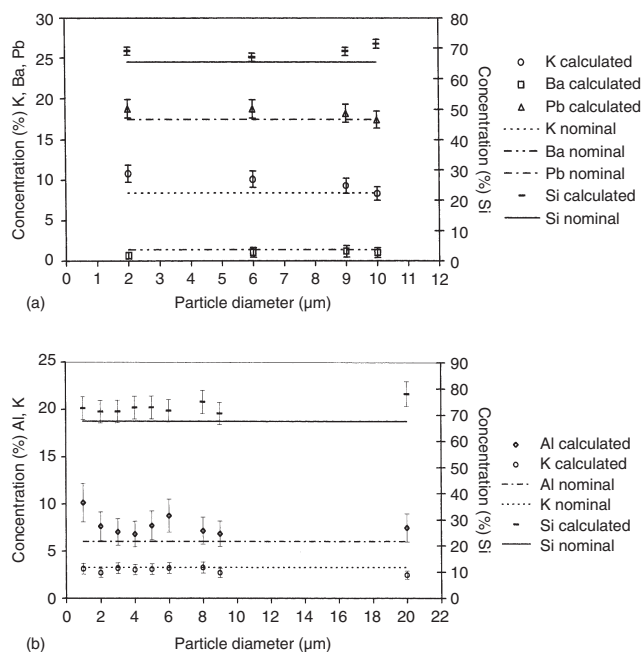 30
25
20
15
10
5
0
Concentration (%) K, Ba, Pb
80
70
60
50
40
30
20
10
0
Concentration (%) Si
0 1 2 3 4 5 6 7 8 9 10 11 12
Particle diameter (µm)
(a)
K calculated
Ba calculated
Pb calculated
K nominal
Ba nominal
Pb nominal
Si calculated
Si nominal
25
20
15
10
5
0
Concentration (%) Al, K
90
80
70
60
50
40
30
20
10
0
Concentration (%) Si
0 2 4 6 8 10 12 14 16 18 20 22
Particle diameter (µm)
(b)
Al calculated
K calculated
Al nominal
K nominal
Si calculated
Si nominal